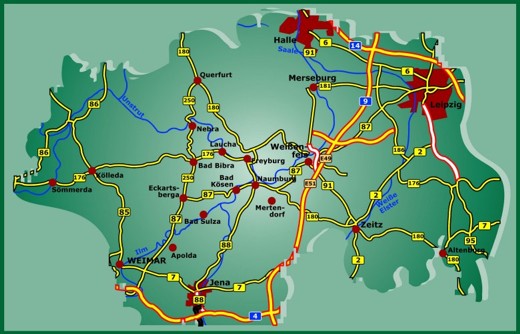 Halle
6
14
Saale
91
180
Querfurt
Merseburg
181
6
86
Unstrut
250
180
9
Leipzig
Nebra
87
86
Laucha
Weißen-
fels
176
Freyburg
E49
186
2
Kölleda
Bad Bibra
176
Sömmerda
Bad
Kösen
Naumburg
87
E51
91
2
Eckarts-
berga
250
87
Merten-
dorf
Weiße
Elster
85
Bad Sulza
180
Zeitz
180
7
87
88
95
Ilm
Apolda
Altenburg
WEIMAR
2
180
7
Jena
7
88
4